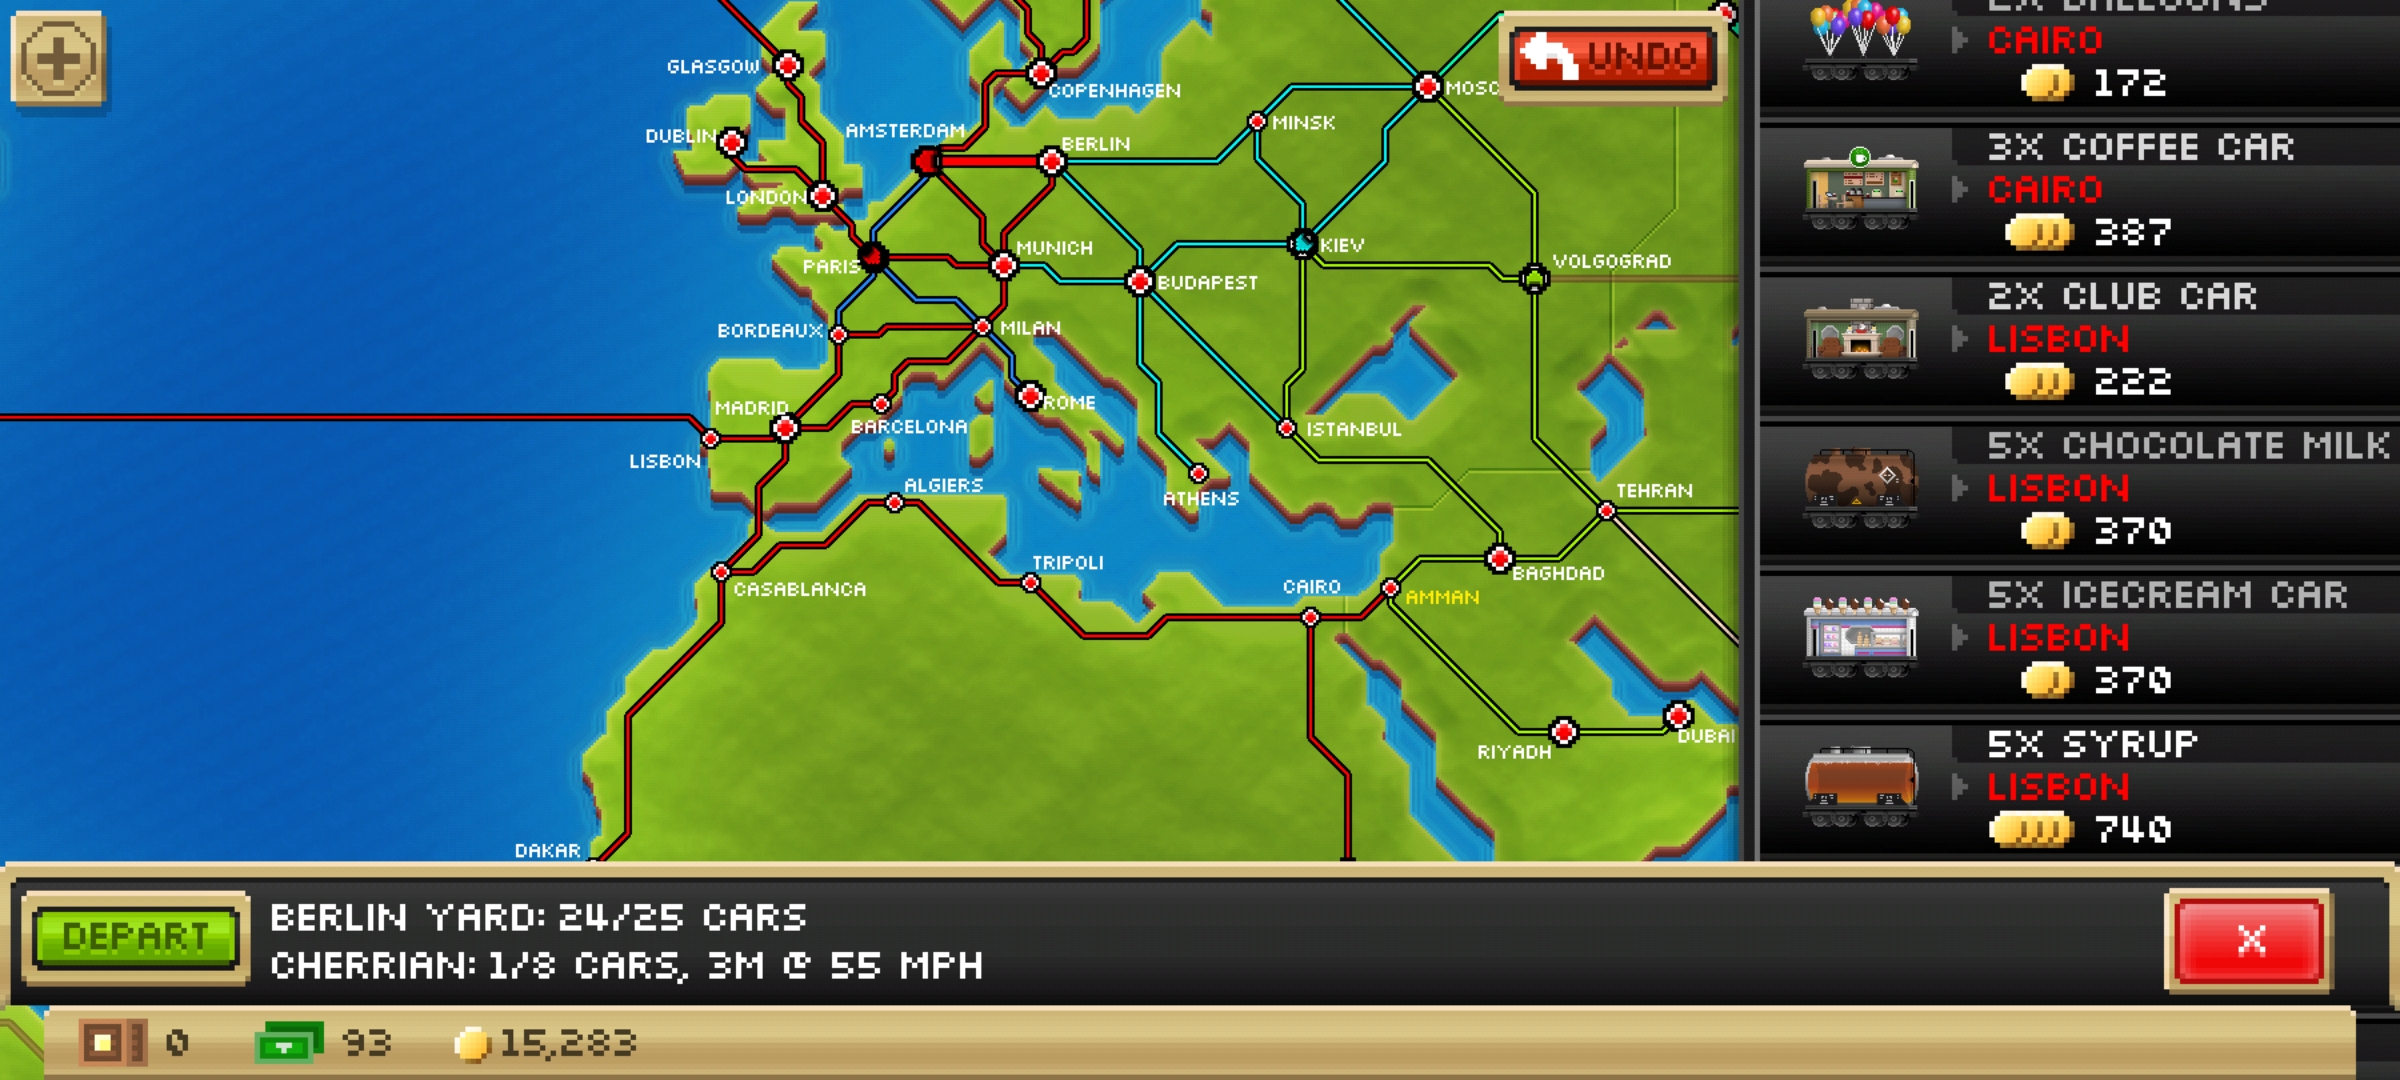 GLASGOW
COPENHAGEN
UNDO
MOSC
DUBLIN
AMSTERDAM
BERLIN
MINSK
LONDON
MUNICH
KIEV
PARIS
BUDAPEST
VOLGOGRAD
BORDEAUX
MILAN
MADRID
ROME
BARCELONA
ISTANBUL
LISBON
ALGIERS
ATHENS
TEHRAN
TRIPOLI
BAGHDAD
CASABLANCA
CAIRO
AMMAN
RIYADH
DUBAI
DAKAR
2X BALLOONS
CAIRO
172
3X COFFEE CAR
CAIRO
387
2X CLUB CAR
LISBON
222
5X CHOCOLATE MILK
LISBON
370
5X ICECREAM CAR
LISBON
370
5X SYRUP
LISBON
740
DEPART
BERLIN YARD: 24/25 CARS
CHERRIAN: 1/8 CARS, 3M @ 55 MPH
X
0
93
15,283